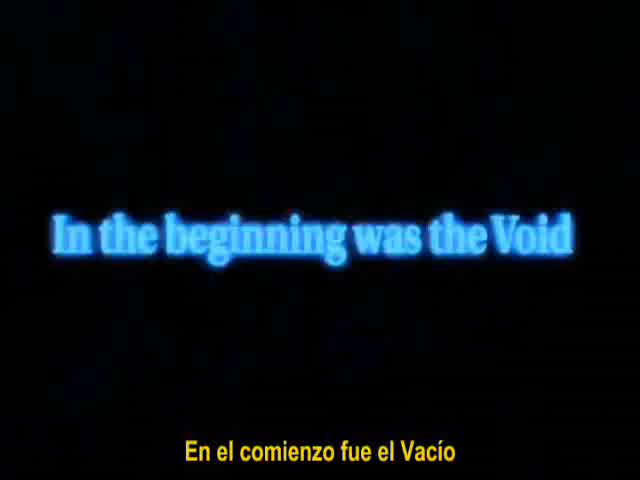 In the beginning was the Void
En el comienzo fue el Vacío